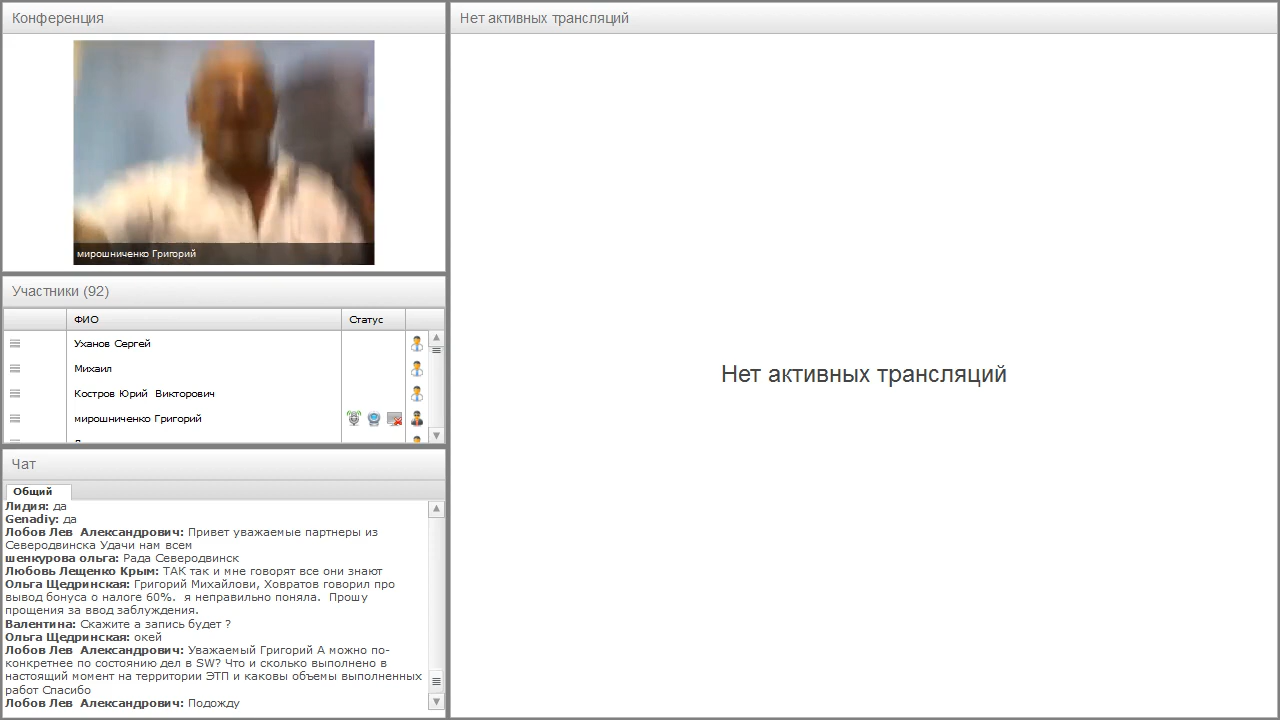 Конференция
Нет активных трансляций
мирошниченко Григорий
Участники (92)
ФИО
Статус
Уханов Сергей
Михаил
Костров Юрий Викторович
мирошниченко Григорий
Нет активных трансляций
Чат
Общий
Лидия: да
Genadiy: да
Лобов Лев Александрович: Привет уважаемые партнеры из
Северодвинска Удачи нам всем
шенкурова ольга: Рада Северодвинск
Любовь Лещенко Крым: ТАК так и мне говорят все они знают
Ольга Щедринская: Григорий Михайлови, Ховратов говорил про
вывод бонуса о налоге 60%. я неправильно поняла. Прошу
прощения за ввод заблуждения.
Валентина: Скажите а запись будет ?
Ольга Щедринская: окей
Лобов Лев Александрович: Уважаемый Григорий А можно по-
конкретнее по состоянию дел в SW? Что и сколько выполнено в
настоящий момент на территории ЭТП и каковы объемы выполненных
работ Спасибо
Лобов Лев Александрович: Подожду